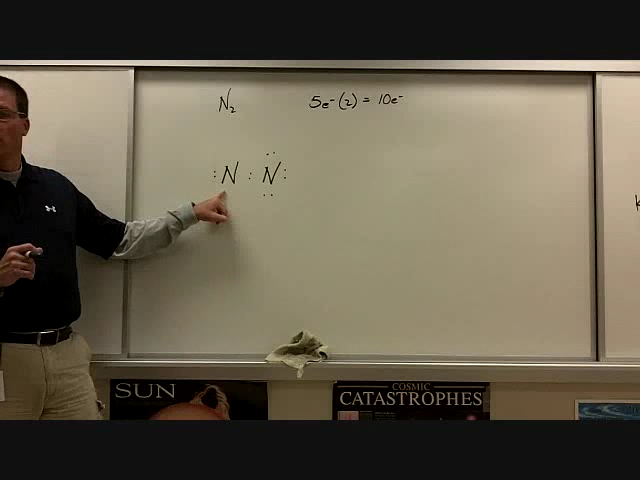 N₂ 5e⁻(2) = 10e⁻
:N:N̤̈:
K
SUN
COSMIC
CATASTROPHES